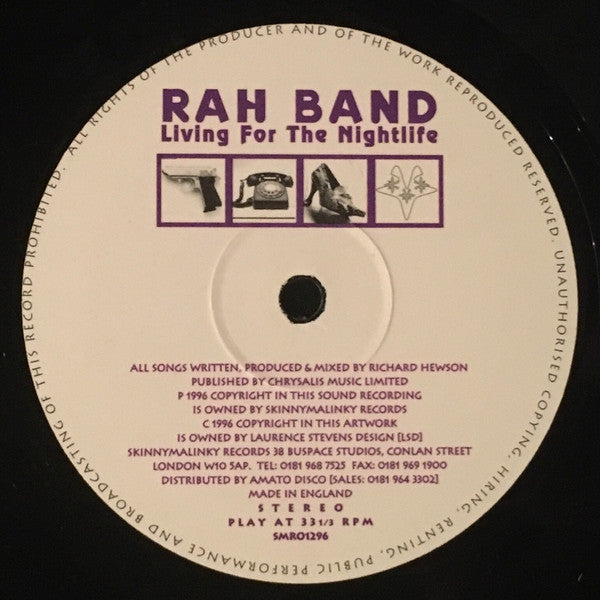 ALL RIGHTS OF THE PRODUCER AND OF THE WORK REPRODUCED RESERVED. UNAUTHORISED COPYING, HIRING, RENTING, PUBLIC PERFORMANCE AND BROADCASTING OF THIS RECORD PROHIBITED.
RAH BAND
Living For The Nightlife
ALL SONGS WRITTEN, PRODUCED & MIXED BY RICHARD HEWSON
PUBLISHED BY CHRYSALIS MUSIC LIMITED
P 1996 COPYRIGHT IN THIS SOUND RECORDING
IS OWNED BY SKINNYMALINKY RECORDS
C 1996 COPYRIGHT IN THIS ARTWORK
IS OWNED BY LAURENCE STEVENS DESIGN [LSD]
SKINNYMALINKY RECORDS 38 BUSPACE STUDIOS, CONLAN STREET
LONDON W10 5AP. TEL: 0181 968 7525 FAX: 0181 969 1900
DISTRIBUTED BY AMATO DISCO [SALES: 0181 964 3302]
MADE IN ENGLAND
STEREO
PLAY AT 33 1/3 RPM
SMR01296